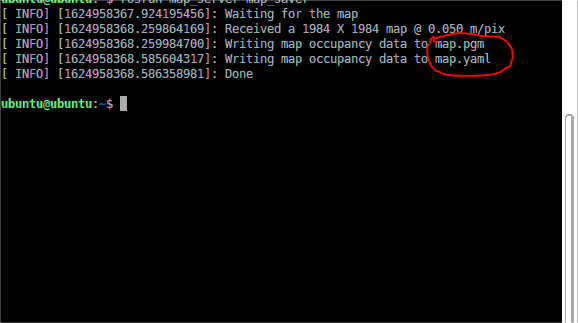 ubuntu@ubuntu:~$ rosrun map_server map_saver
[ INFO] [1624958367.924195456]: Waiting for the map
[ INFO] [1624958368.259864169]: Received a 1984 X 1984 map @ 0.050 m/pix
[ INFO] [1624958368.259984700]: Writing map occupancy data to map.pgm
[ INFO] [1624958368.585604317]: Writing map occupancy data to map.yaml
[ INFO] [1624958368.586358981]: Done
ubuntu@ubuntu:~$